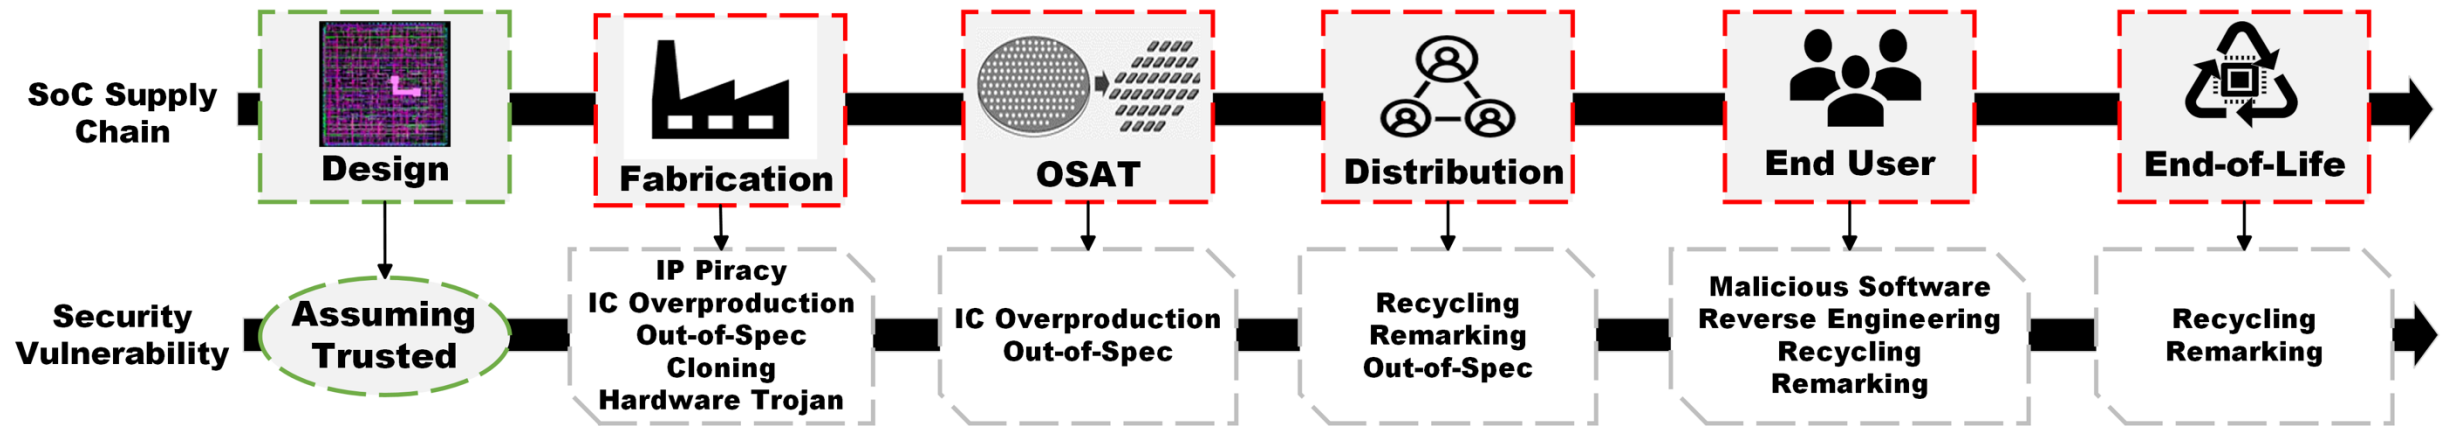 SoC Supply
Chain
Design
Fabrication
OSAT
Distribution
End User
End-of-Life
Security
Vulnerability
Assuming
Trusted
IP Piracy
IC Overproduction
Out-of-Spec
Cloning
Hardware Trojan
IC Overproduction
Out-of-Spec
Recycling
Remarking
Out-of-Spec
Malicious Software
Reverse Engineering
Recycling
Remarking
Recycling
Remarking